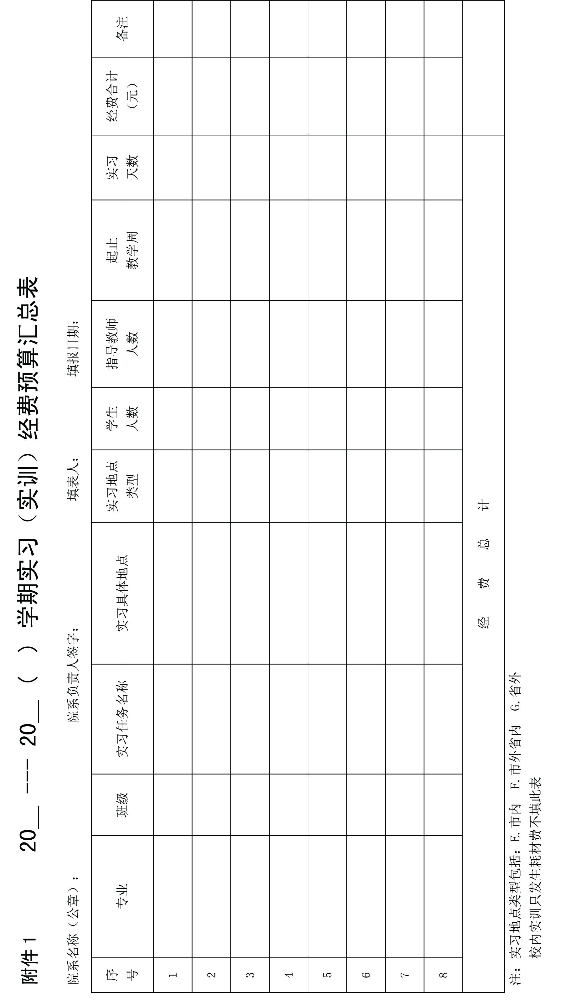 附件1 20__ --- 20__ （ ）学期实习（实训）经费预算汇总表
院系名称（公章）： 院系负责人签字： 填表人： 填报日期：
序号 专业 班级 实习任务名称 实习具体地点 实习地点类型 学生人数 指导教师人数 起止教学周 实习天数 经费合计（元） 备注
1
2
3
4
5
6
7
8
经 费 总 计
注：实习地点类型包括：E.市内 F.市外省内 G.省外
校内实训只发生耗材费不填此表